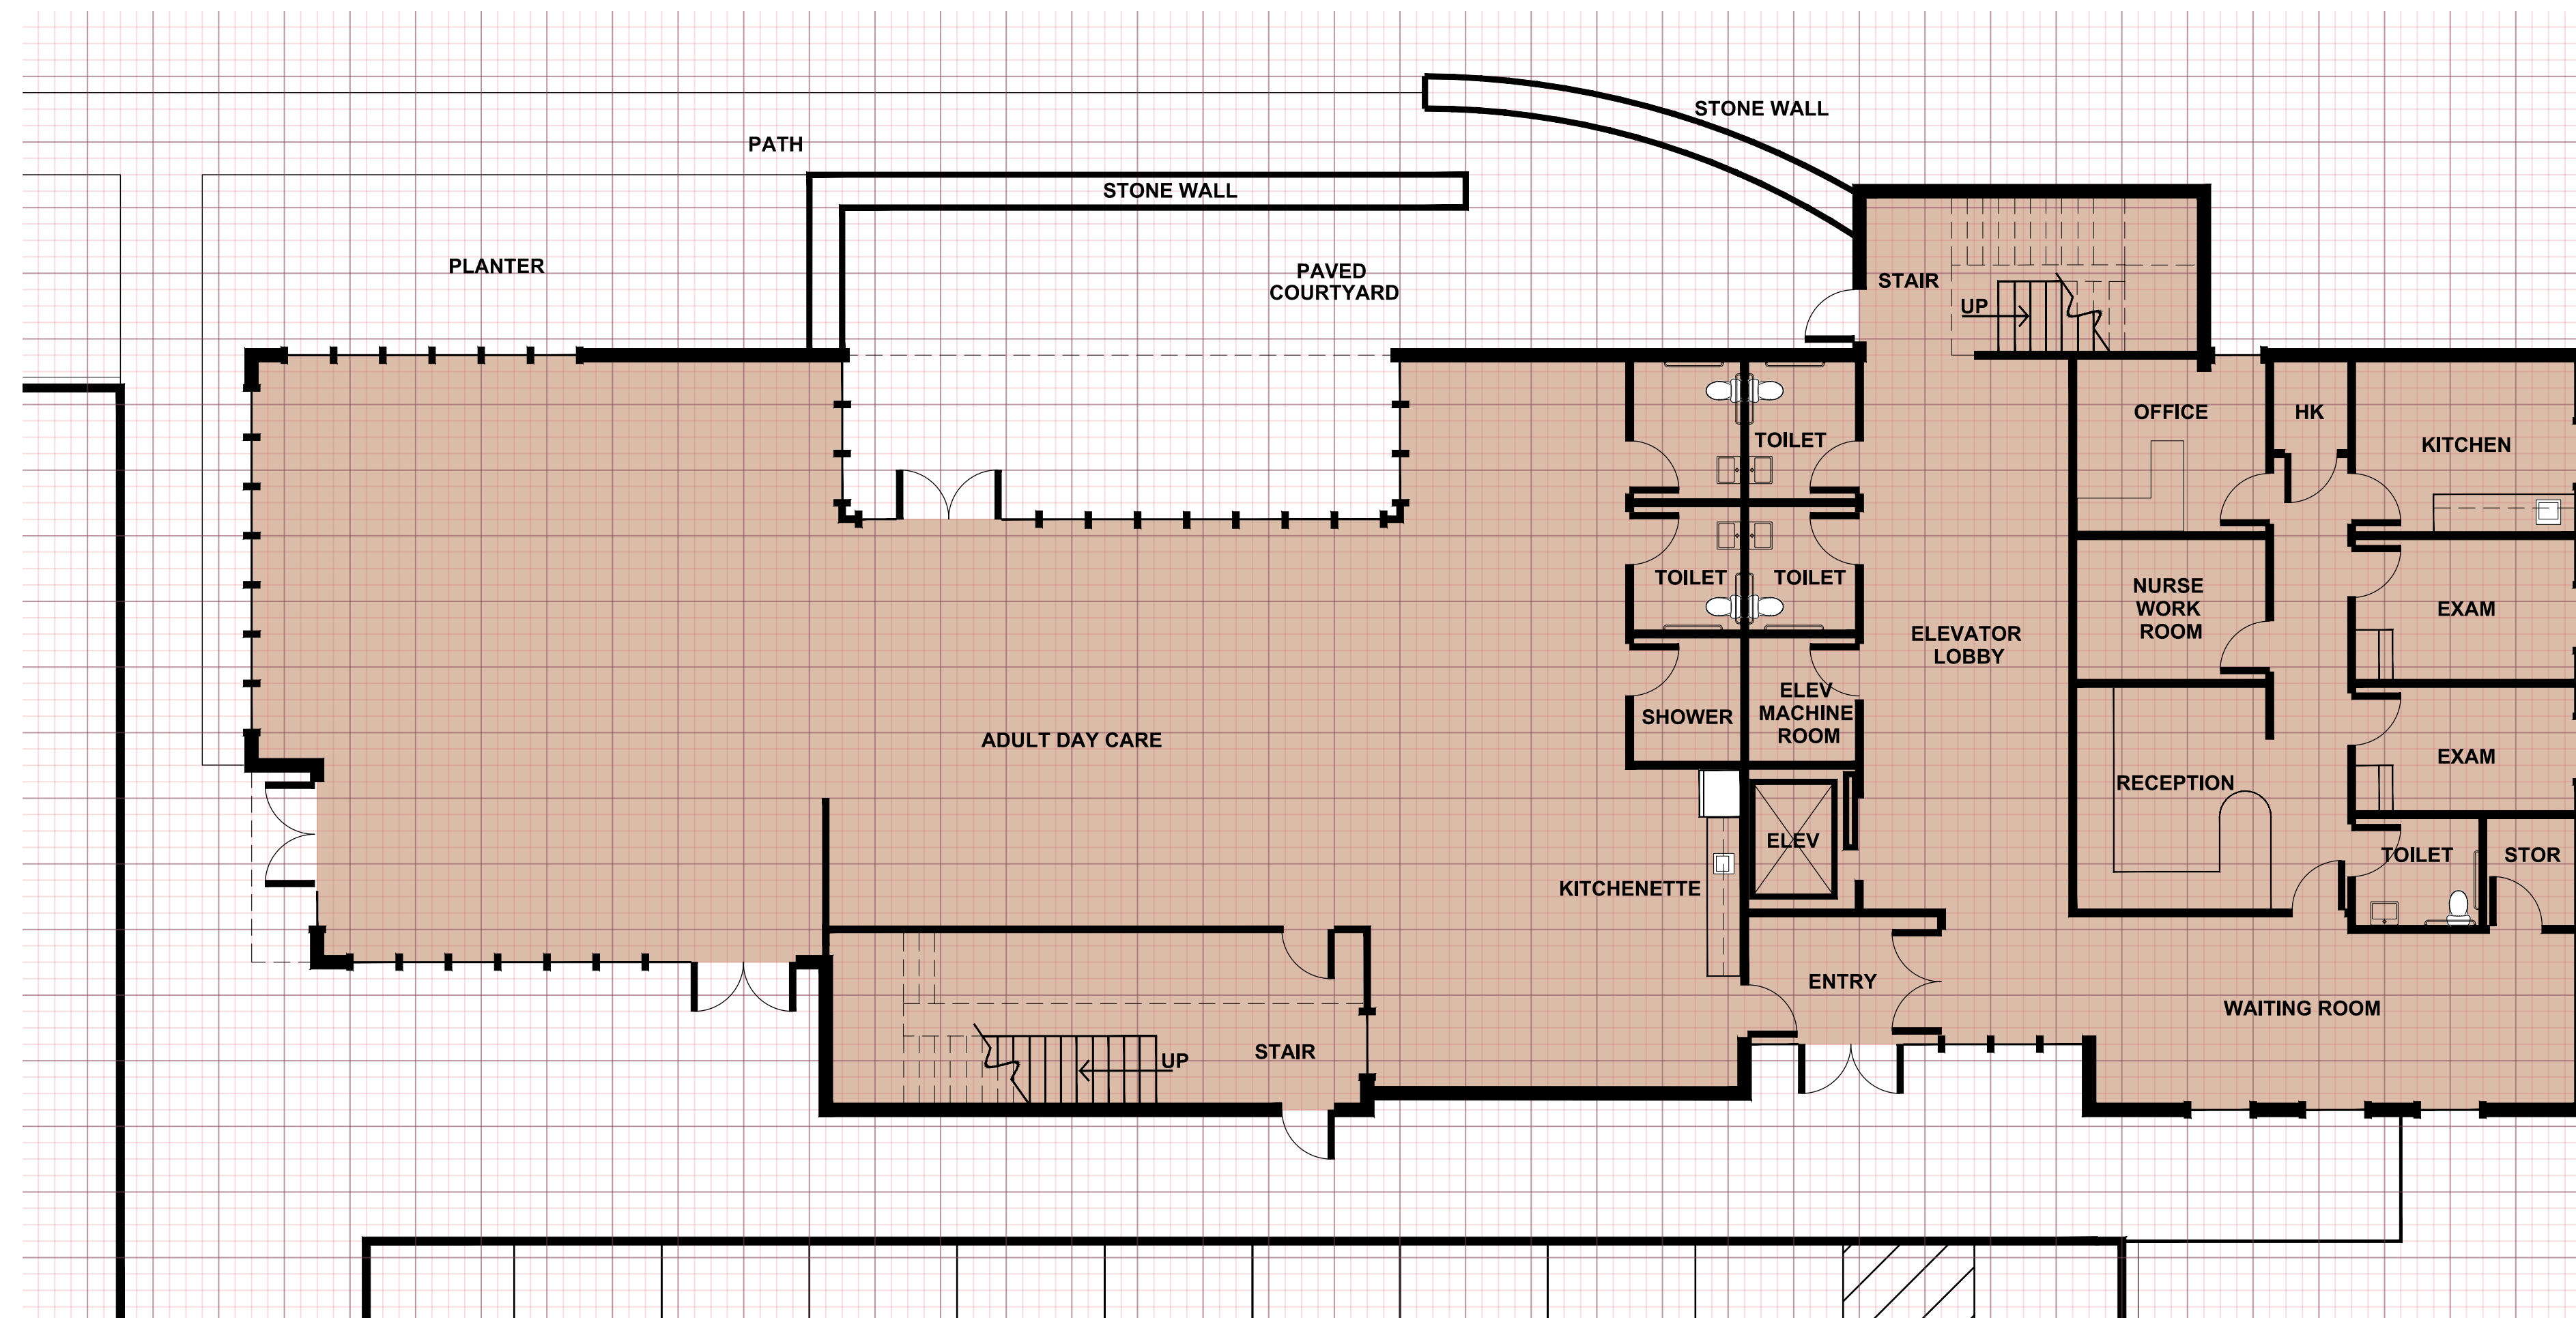 STONE WALL
PATH
STONE WALL
PLANTER
PAVED
COURTYARD
STAIR
UP
OFFICE
HK
TOILET
KITCHEN
TOILET
TOILET
NURSE
WORK
ROOM
EXAM
ELEVATOR
LOBBY
ELEV
MACHINE
ROOM
SHOWER
ADULT DAY CARE
EXAM
RECEPTION
ELEV
TOILET
STOR
KITCHENETTE
ENTRY
WAITING ROOM
STAIR
UP